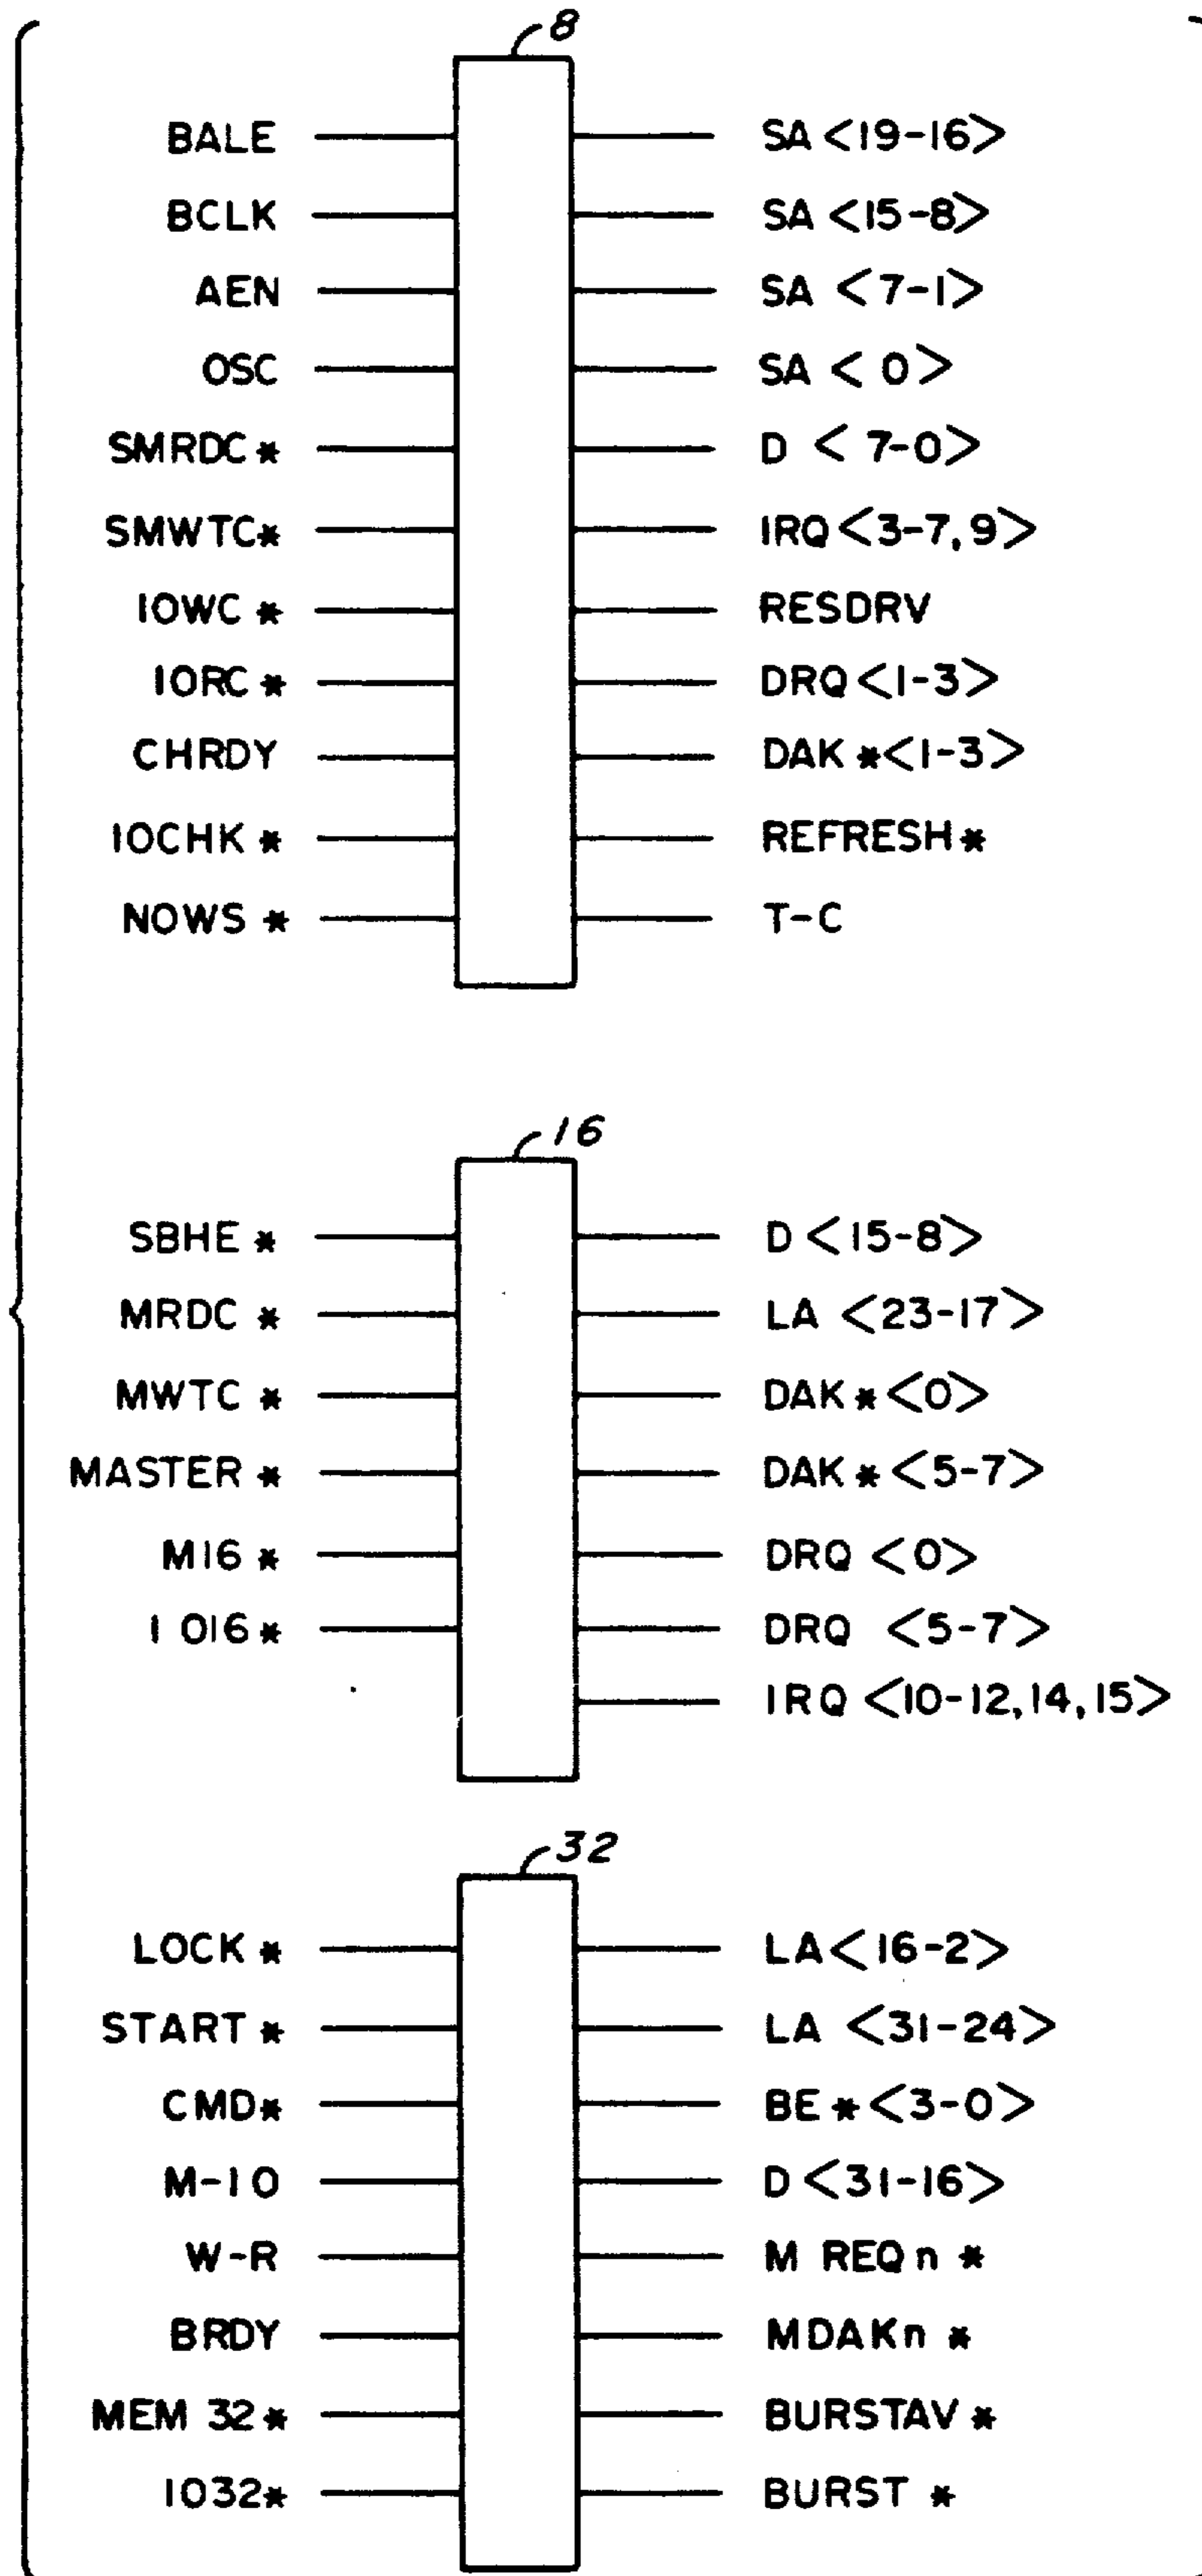 8
BALE SA <19-16>
BCLK SA <15-8>
AEN SA <7-1>
OSC SA <0>
SMRDC* D <7-0>
SMWTC* IRQ <3-7,9>
IOWC* RESDRV
IORC* DRQ <1-3>
CHRDY DAK*<1-3>
IOCHK* REFRESH*
NOWS* T-C
16
SBHE* D <15-8>
MRDC* LA <23-17>
MWTC* DAK*<0>
MASTER* DAK*<5-7>
M16* DRQ <0>
IO16* DRQ <5-7>
IRQ <10-12,14,15>
32
LOCK* LA<16-2>
START* LA <31-24>
CMD* BE*<3-0>
M-IO D <31-16>
W-R M REQn*
BRDY MDAKn*
MEM 32* BURSTAV*
IO32* BURST*